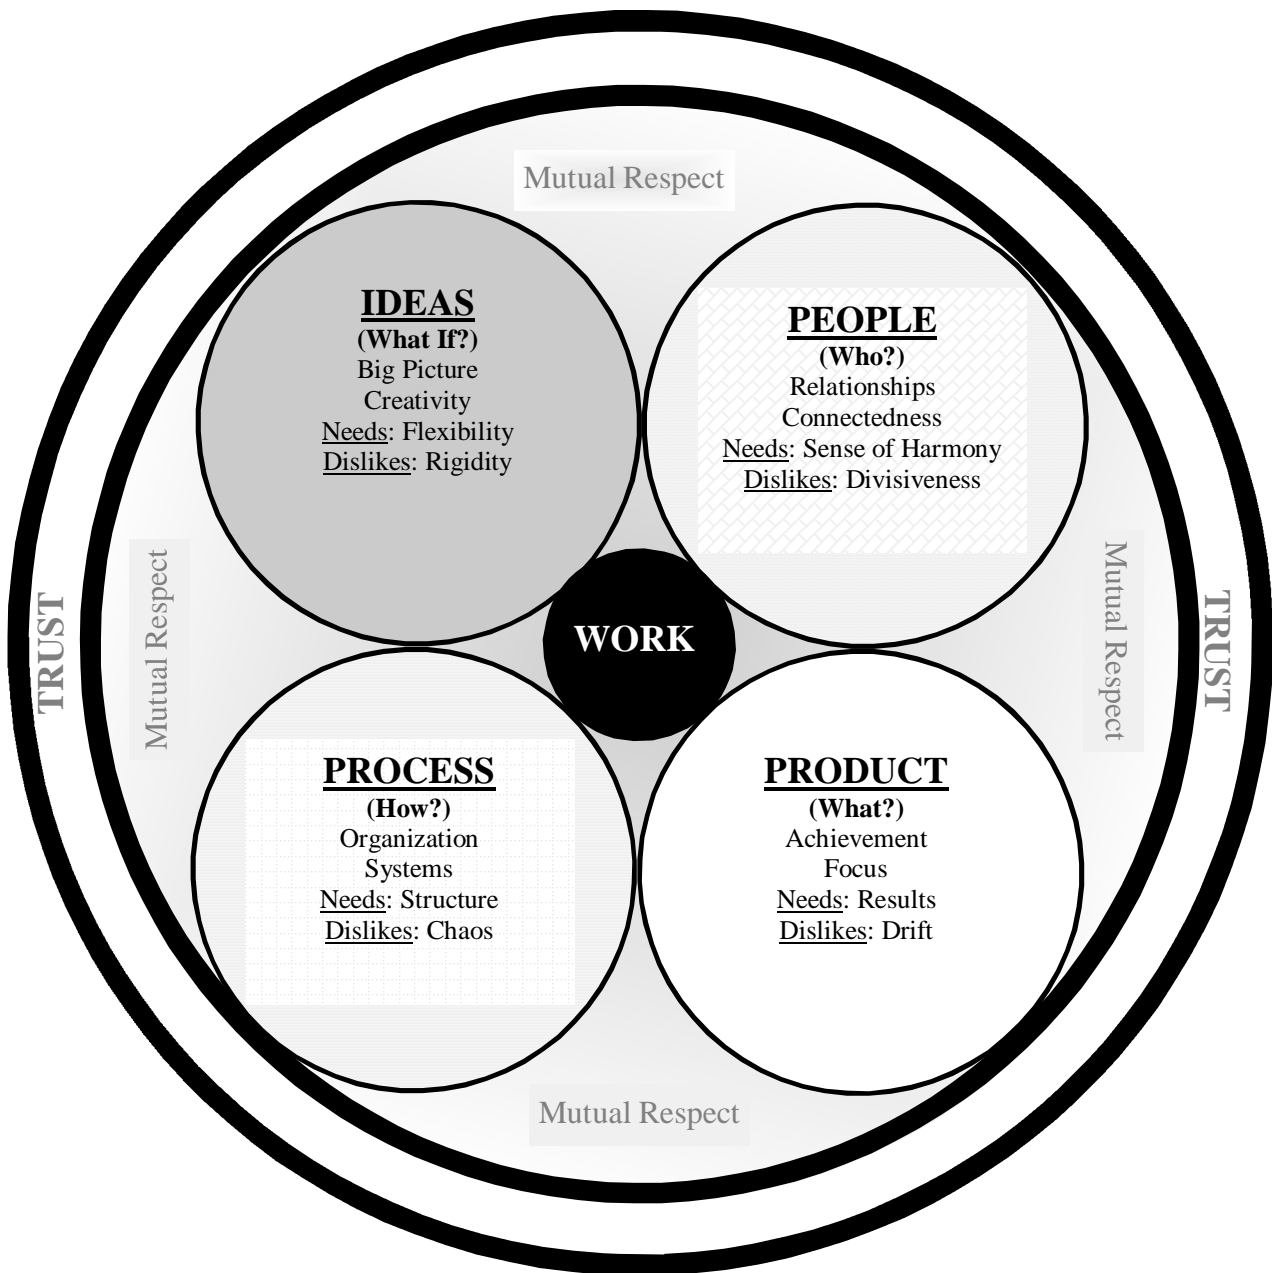 Mutual Respect
IDEAS
(What If?)
Big Picture
Creativity
Needs: Flexibility
Dislikes: Rigidity
PEOPLE
(Who?)
Relationships
Connectedness
Needs: Sense of Harmony
Dislikes: Divisiveness
TRUST
Mutual Respect
WORK
Mutual Respect
TRUST
PROCESS
(How?)
Organization
Systems
Needs: Structure
Dislikes: Chaos
PRODUCT
(What?)
Achievement
Focus
Needs: Results
Dislikes: Drift
Mutual Respect